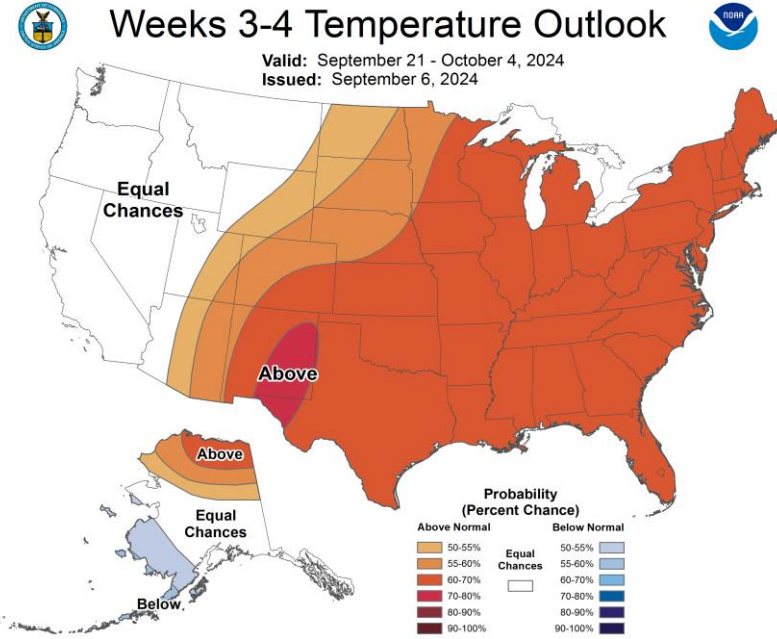 Weeks 3-4 Temperature Outlook
Valid: September 21 - October 4, 2024
Issued: September 6, 2024
NOAA
Equal
Chances
Above
Above
Equal
Chances
Below
Probability
(Percent Chance)
Above Normal
Below Normal
50-55%
55-60%
60-70%
70-80%
80-90%
90-100%
Equal
Chances
50-55%
55-60%
60-70%
70-80%
80-90%
90-100%